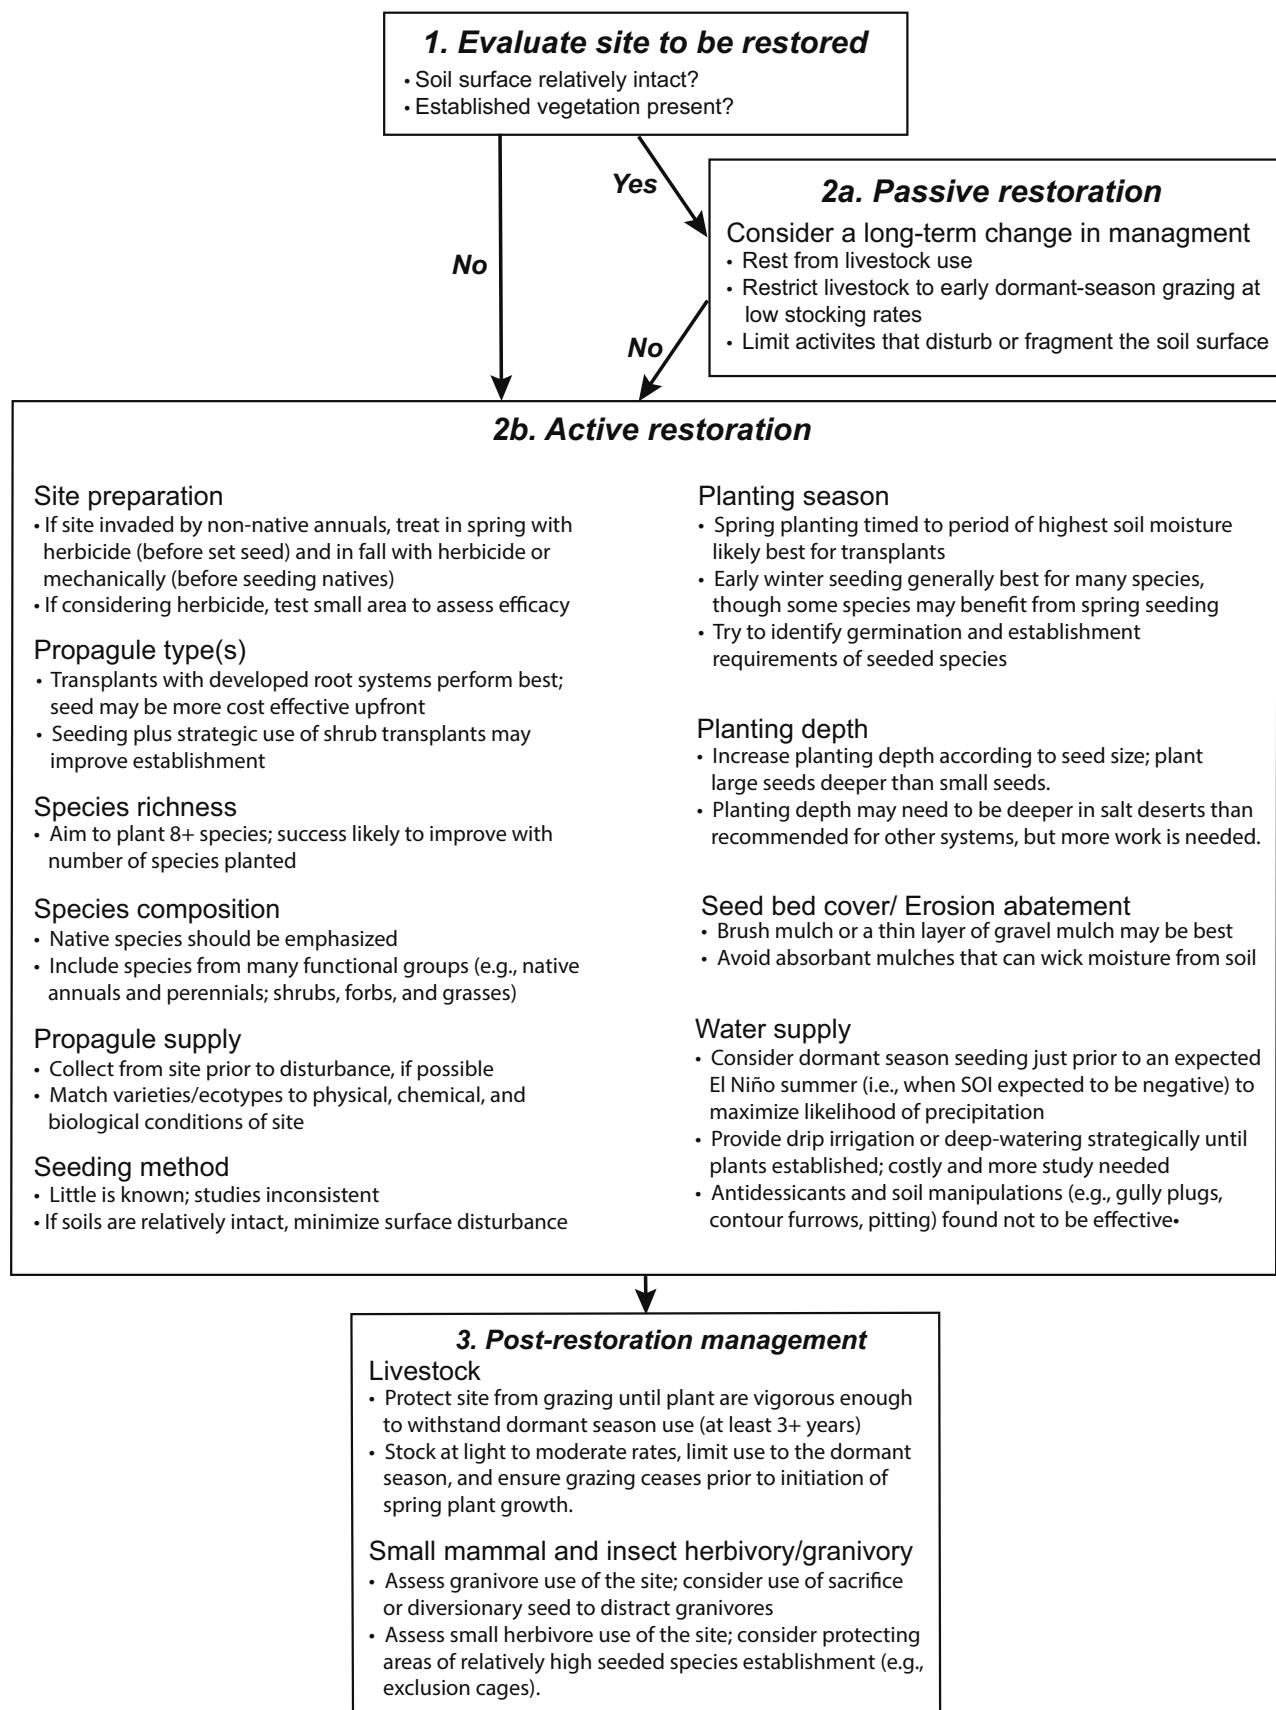 1. Evaluate site to be restored
• Soil surface relatively intact?
• Established vegetation present?
Yes
No
2a. Passive restoration
Consider a long-term change in managment
• Rest from livestock use
• Restrict livestock to early dormant-season grazing at
low stocking rates
• Limit activites that disturb or fragment the soil surface
No
2b. Active restoration
Site preparation
• If site invaded by non-native annuals, treat in spring with
herbicide (before set seed) and in fall with herbicide or
mechanically (before seeding natives)
• If considering herbicide, test small area to assess efficacy
Propagule type(s)
• Transplants with developed root systems perform best;
seed may be more cost effective upfront
• Seeding plus strategic use of shrub transplants may
improve establishment
Species richness
• Aim to plant 8+ species; success likely to improve with
number of species planted
Species composition
• Native species should be emphasized
• Include species from many functional groups (e.g., native
annuals and perennials; shrubs, forbs, and grasses)
Propagule supply
• Collect from site prior to disturbance, if possible
• Match varieties/ecotypes to physical, chemical, and
biological conditions of site
Seeding method
• Little is known; studies inconsistent
• If soils are relatively intact, minimize surface disturbance
Planting season
• Spring planting timed to period of highest soil moisture
likely best for transplants
• Early winter seeding generally best for many species,
though some species may benefit from spring seeding
• Try to identify germination and establishment
requirements of seeded species
Planting depth
• Increase planting depth according to seed size; plant
large seeds deeper than small seeds.
• Planting depth may need to be deeper in salt deserts than
recommended for other systems, but more work is needed.
Seed bed cover/ Erosion abatement
• Brush mulch or a thin layer of gravel mulch may be best
• Avoid absorbant mulches that can wick moisture from soil
Water supply
• Consider dormant season seeding just prior to an expected
El Niño summer (i.e., when SOI expected to be negative) to
maximize likelihood of precipitation
• Provide drip irrigation or deep-watering strategically until
plants established; costly and more study needed
• Antidessicants and soil manipulations (e.g., gully plugs,
contour furrows, pitting) found not to be effective•
3. Post-restoration management
Livestock
• Protect site from grazing until plant are vigorous enough
to withstand dormant season use (at least 3+ years)
• Stock at light to moderate rates, limit use to the dormant
season, and ensure grazing ceases prior to initiation of
spring plant growth.
Small mammal and insect herbivory/granivory
• Assess granivore use of the site; consider use of sacrifice
or diversionary seed to distract granivores
• Assess small herbivore use of the site; consider protecting
areas of relatively high seeded species establishment (e.g.,
exclusion cages).